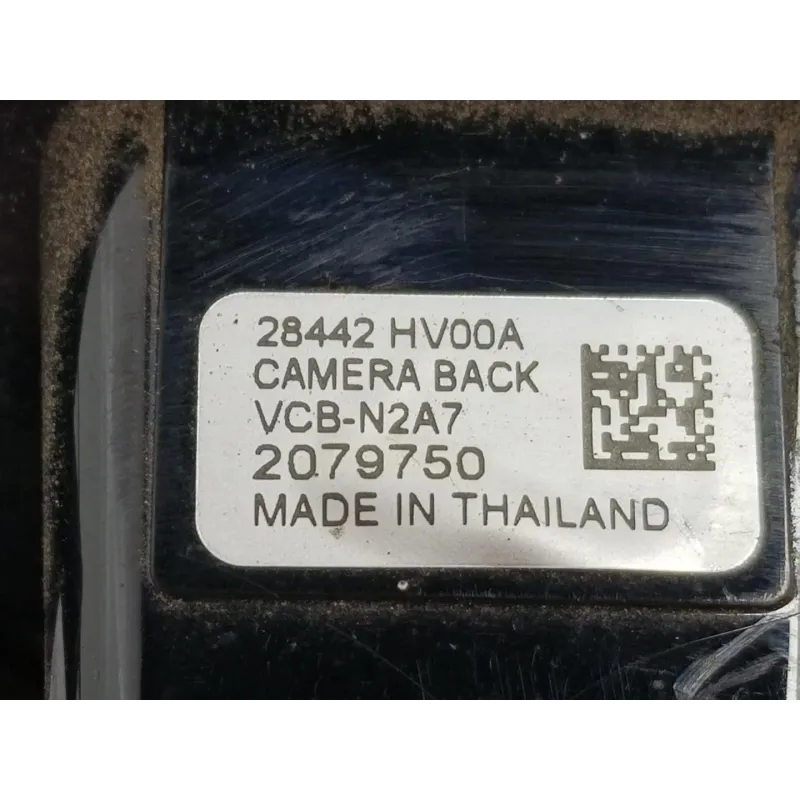 28442 HV00A
CAMERA BACK
VCB-N2A7
2079750
MADE IN THAILAND